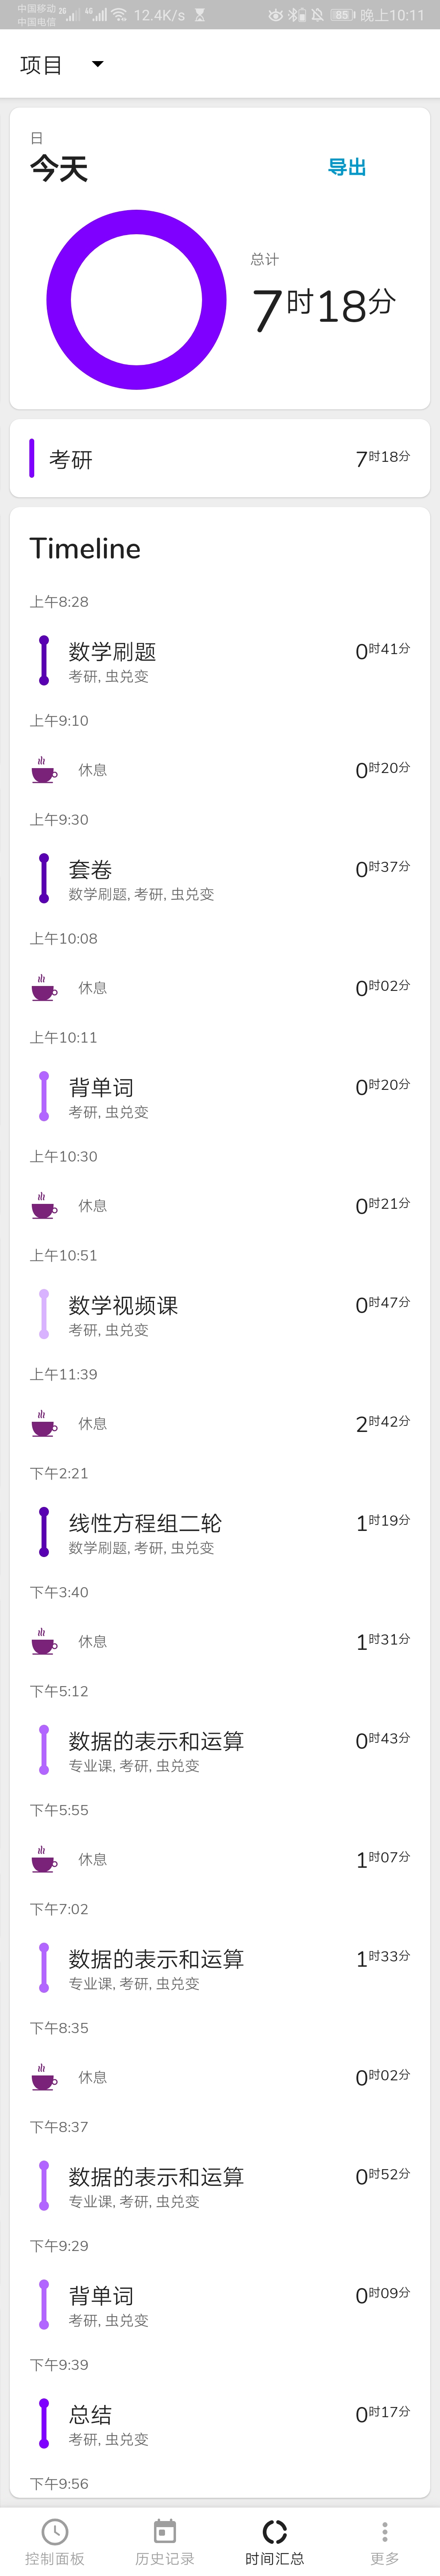 中国移动 2G 4G 12.4K/s 85 晚上10:11
中国电信
项目
日
今天
导出
总计
7时18分
考研
7时18分
Timeline
上午8:28
数学刷题
0时41分
考研, 虫兑变
上午9:10
休息
0时20分
上午9:30
套卷
0时37分
数学刷题, 考研, 虫兑变
上午10:08
休息
0时02分
上午10:11
背单词
0时20分
考研, 虫兑变
上午10:30
休息
0时21分
上午10:51
数学视频课
0时47分
考研, 虫兑变
上午11:39
休息
2时42分
下午2:21
线性方程组二轮
1时19分
数学刷题, 考研, 虫兑变
下午3:40
休息
1时31分
下午5:12
数据的表示和运算
0时43分
专业课, 考研, 虫兑变
下午5:55
休息
1时07分
下午7:02
数据的表示和运算
1时33分
专业课, 考研, 虫兑变
下午8:35
休息
0时02分
下午8:37
数据的表示和运算
0时52分
专业课, 考研, 虫兑变
下午9:29
背单词
0时09分
考研, 虫兑变
下午9:39
总结
0时17分
考研, 虫兑变
下午9:56
控制面板
历史记录
时间汇总
更多